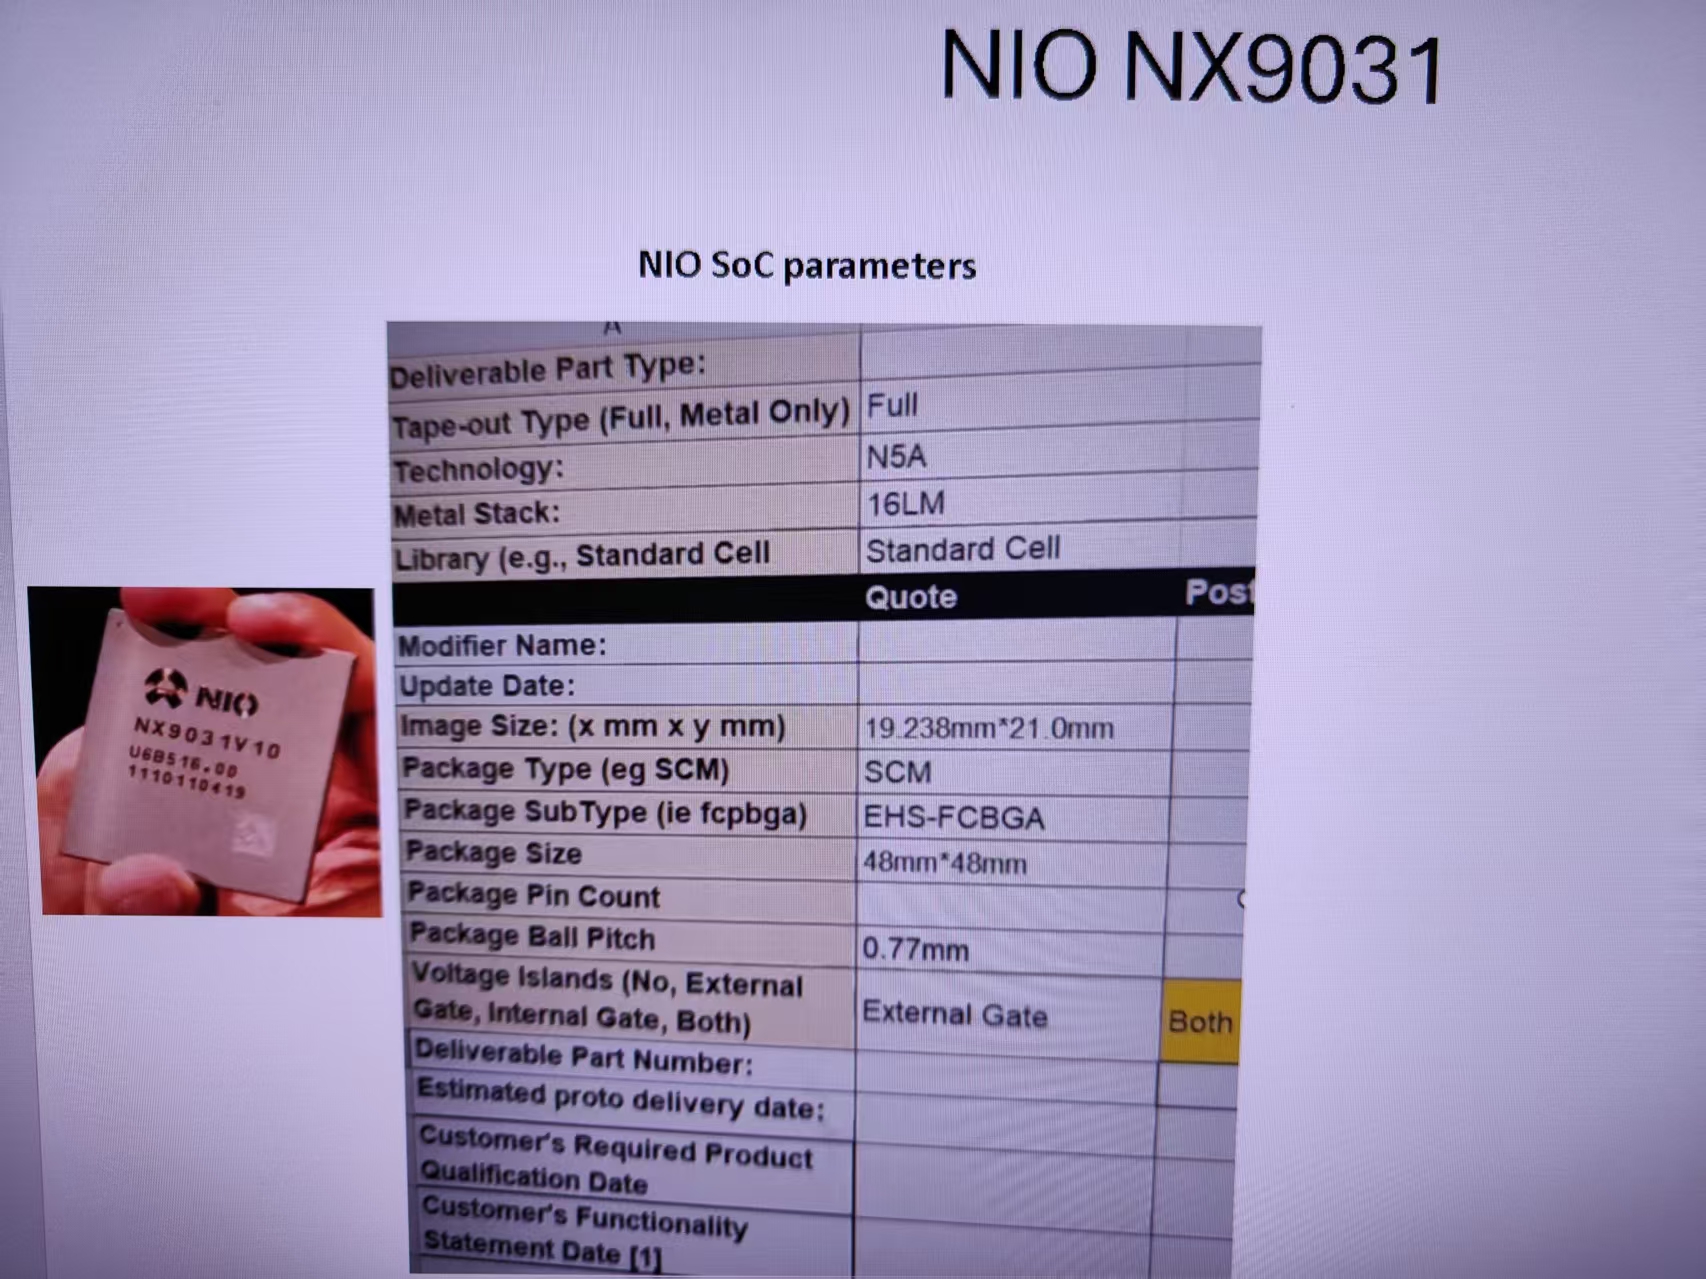 NIO NX9031
NIO SoC parameters
A
Deliverable Part Type:
Tape-out Type (Full, Metal Only) Full
Technology: N5A
Metal Stack: 16LM
Library (e.g., Standard Cell Standard Cell
Quote Post
Modifier Name:
Update Date:
Image Size: (x mm x y mm) 19.238mm*21.0mm
Package Type (eg SCM) SCM
Package SubType (ie fcpbga) EHS-FCBGA
Package Size 48mm*48mm
Package Pin Count
Package Ball Pitch 0.77mm
Voltage Islands (No, External
Gate, Internal Gate, Both) External Gate Both
Deliverable Part Number:
Estimated proto delivery date:
Customer's Required Product
Qualification Date
Customer's Functionality
Statement Date [1]
NIO
NX9031V10
U6B516.00
1110110419